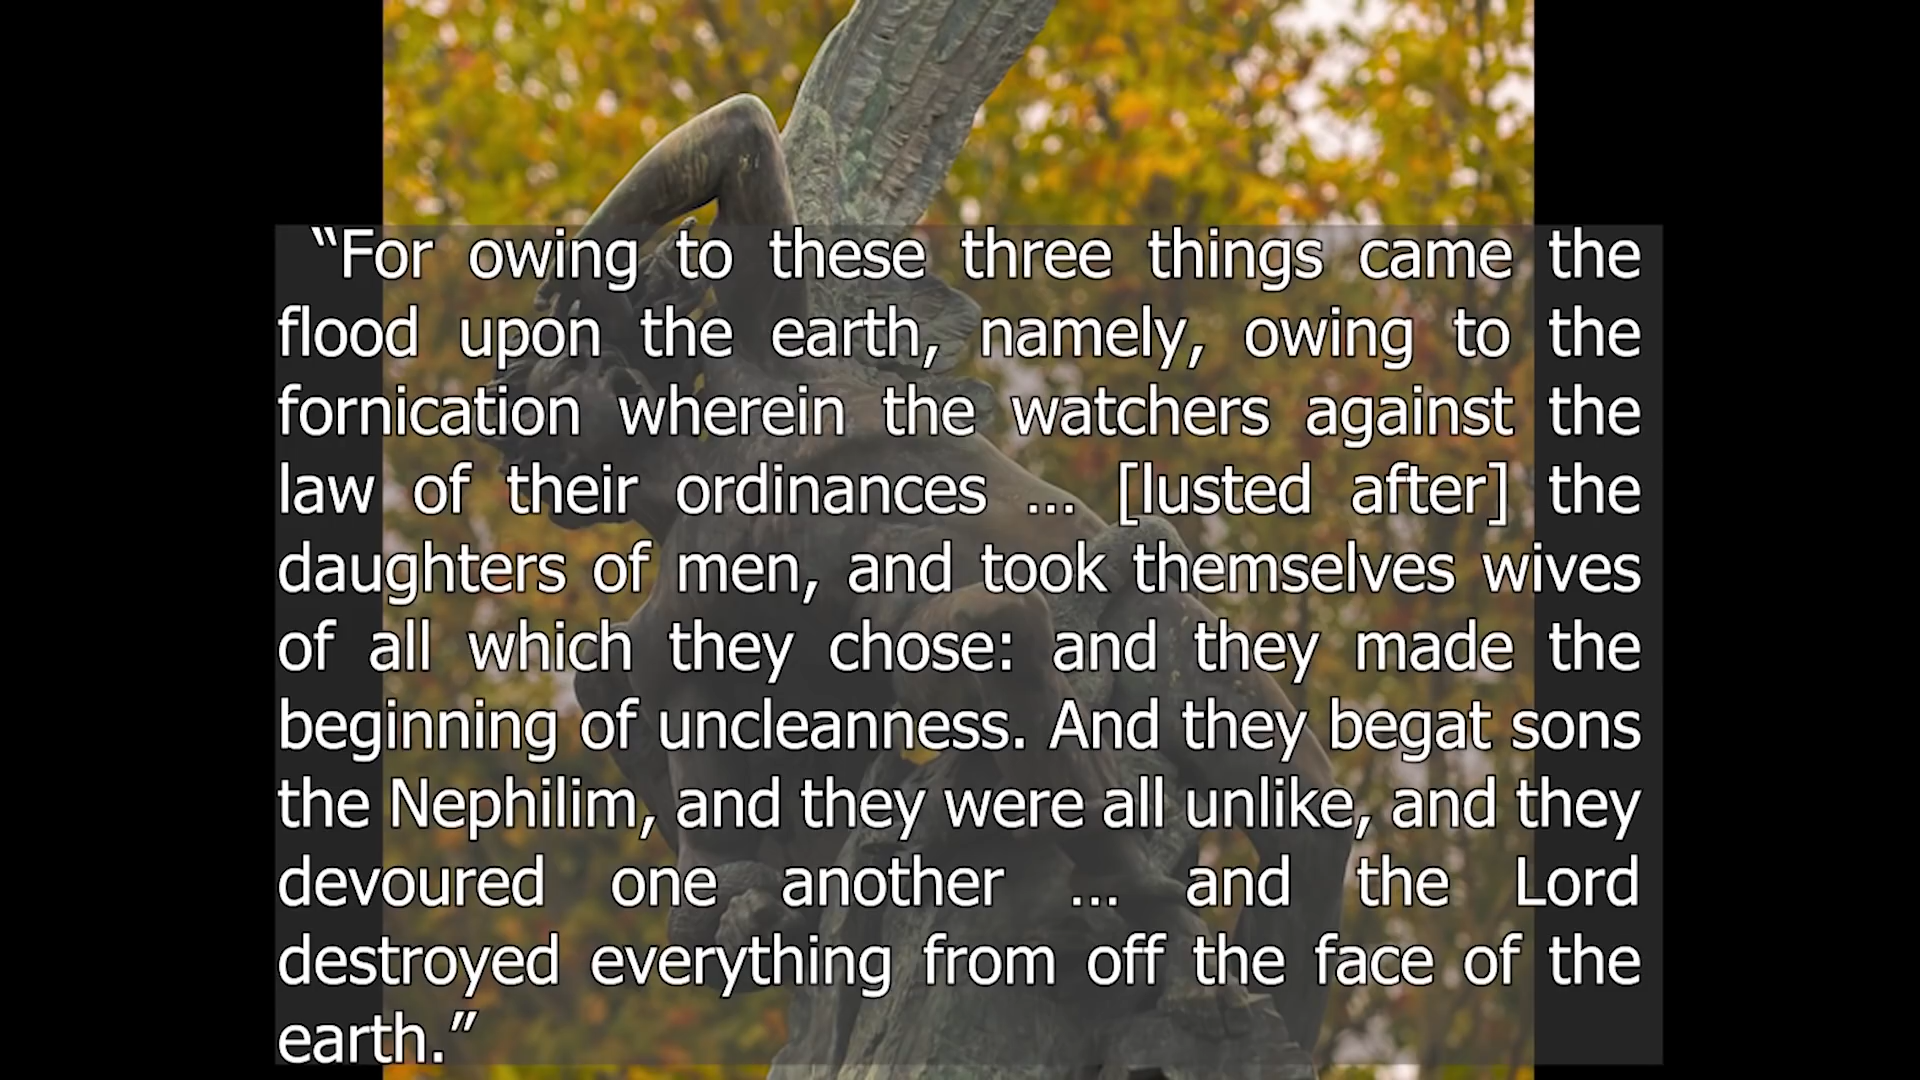 “For owing to these three things came the
flood upon the earth, namely, owing to the
fornication wherein the watchers against the
law of their ordinances ... [lusted after] the
daughters of men, and took themselves wives
of all which they chose: and they made the
beginning of uncleanness. And they begat sons
the Nephilim, and they were all unlike, and they
devoured one another ... and the Lord
destroyed everything from off the face of the
earth.”